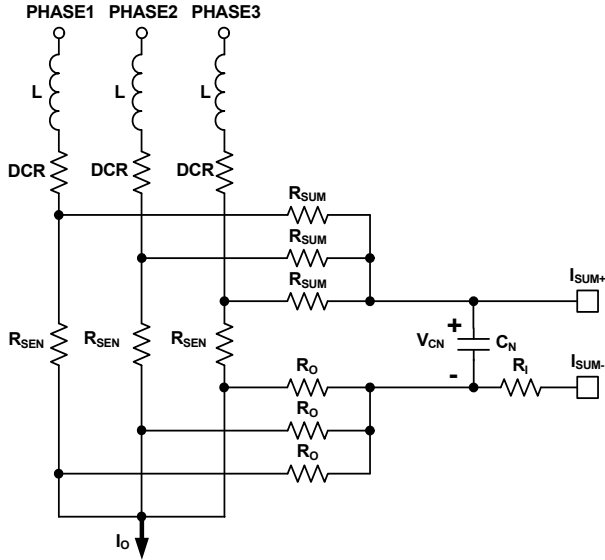 PHASE1 PHASE2 PHASE3
L L L
DCR DCR DCR
RSUM
RSUM
RSUM
ISUM+
RSEN RSEN RSEN
+
VCN CN
-
RI
ISUM-
RO
RO
RO
IO